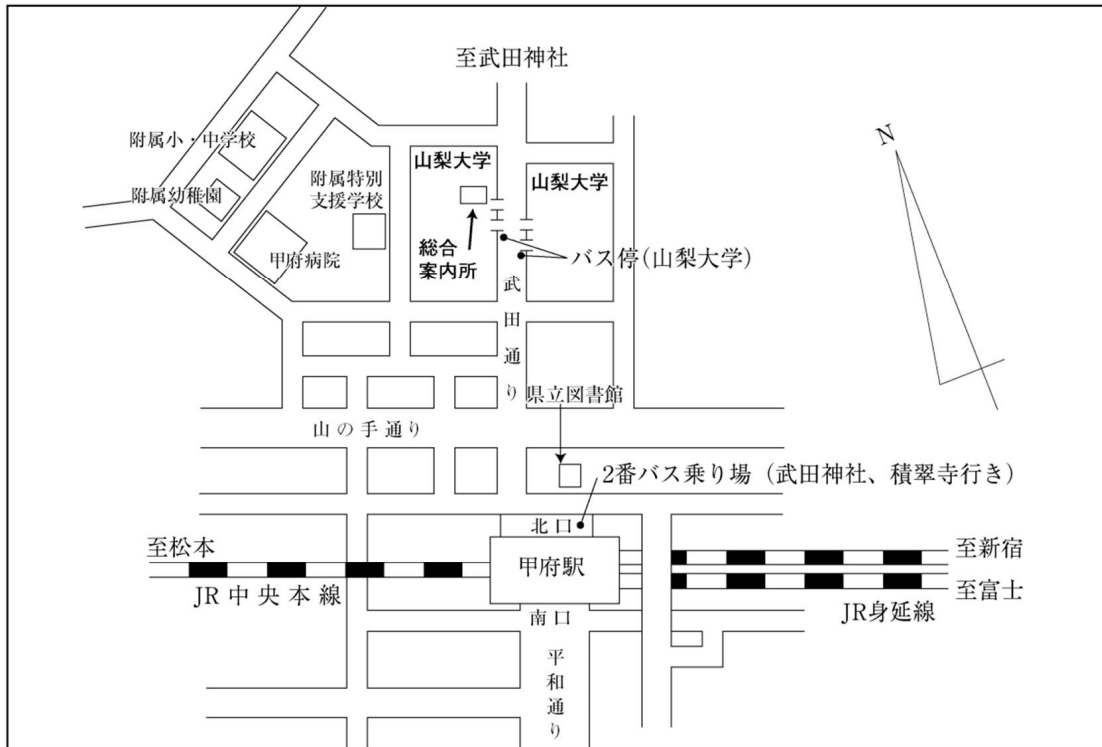 至武田神社
N
附属小・中学校
山梨大学
附属特別
支援学校
山梨大学
附属幼稚園
総合
案内所
甲府病院
バス停(山梨大学)
武田通り
県立図書館
山の手通り
2番バス乗り場（武田神社、積翠寺行き）
北口
至松本
甲府駅
至新宿
JR中央本線
至富士
南口
JR身延線
平和通り